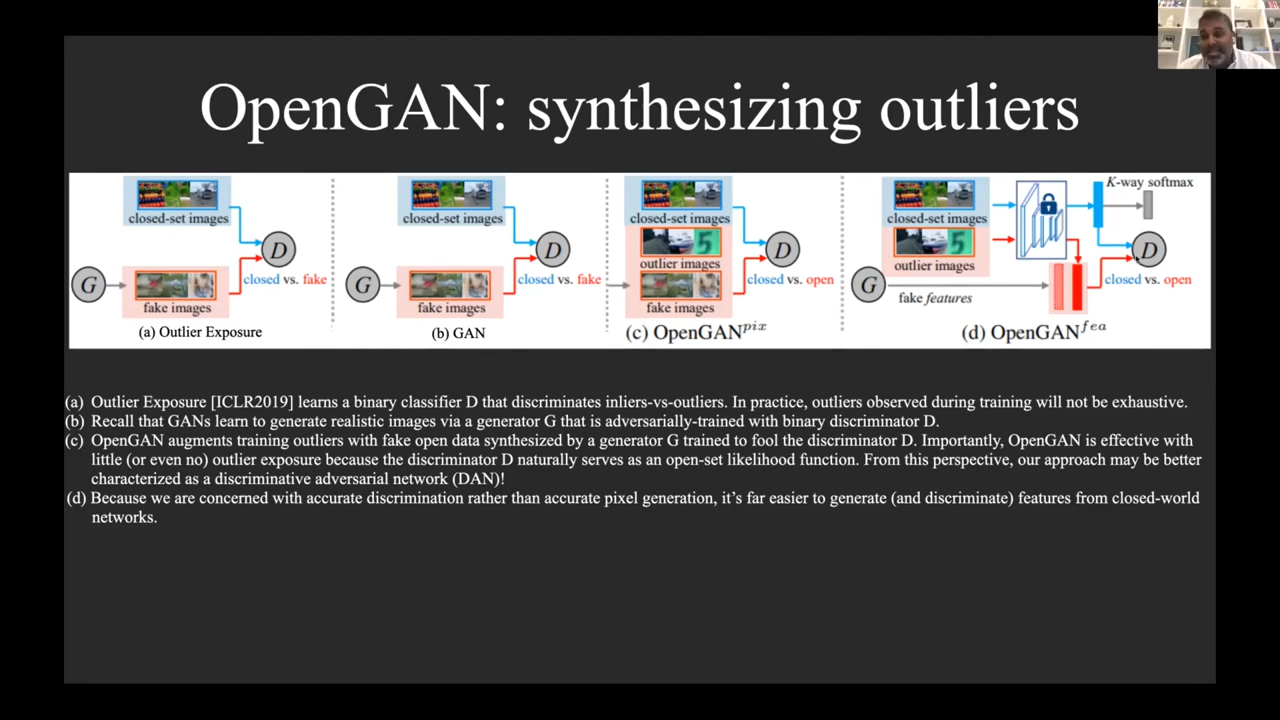 OpenGAN: synthesizing outliers
closed-set images
D
closed vs. fake
G
fake images
(a) Outlier Exposure
closed-set images
D
closed vs. fake
G
fake images
(b) GAN
closed-set images
5
outlier images
D
closed vs. open
fake images
(c) OpenGAN^pix
K-way softmax
closed-set images
5
outlier images
D
closed vs. open
G
fake features
(d) OpenGAN^fea
(a) Outlier Exposure [ICLR2019] learns a binary classifier D that discriminates inliers-vs-outliers. In practice, outliers observed during training will not be exhaustive.
(b) Recall that GANs learn to generate realistic images via a generator G that is adversarially-trained with binary discriminator D.
(c) OpenGAN augments training outliers with fake open data synthesized by a generator G trained to fool the discriminator D. Importantly, OpenGAN is effective with
little (or even no) outlier exposure because the discriminator D naturally serves as an open-set likelihood function. From this perspective, our approach may be better
characterized as a discriminative adversarial network (DAN)!
(d) Because we are concerned with accurate discrimination rather than accurate pixel generation, it’s far easier to generate (and discriminate) features from closed-world
networks.